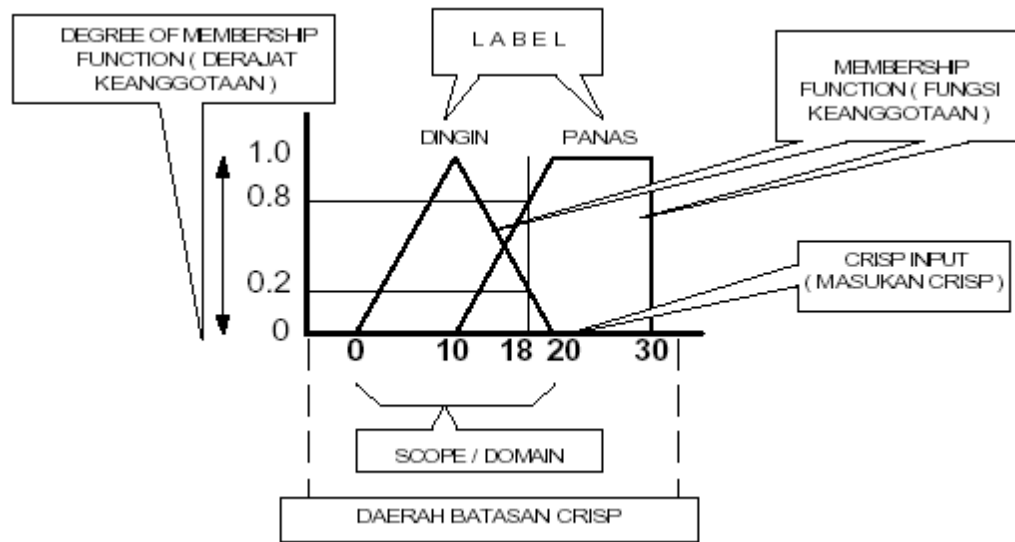 DEGREE OF MEMBERSHIP
FUNCTION ( DERAJAT
KEANGGOTAAN )
L A B E L
MEMBERSHIP
FUNCTION ( FUNGSI
KEANGGOTAAN )
DINGIN
PANAS
1.0
0.8
0.2
0
CRISP INPUT
( MASUKAN CRISP )
0
10
18
20
30
SCOPE / DOMAIN
DAERAH BATASAN CRISP